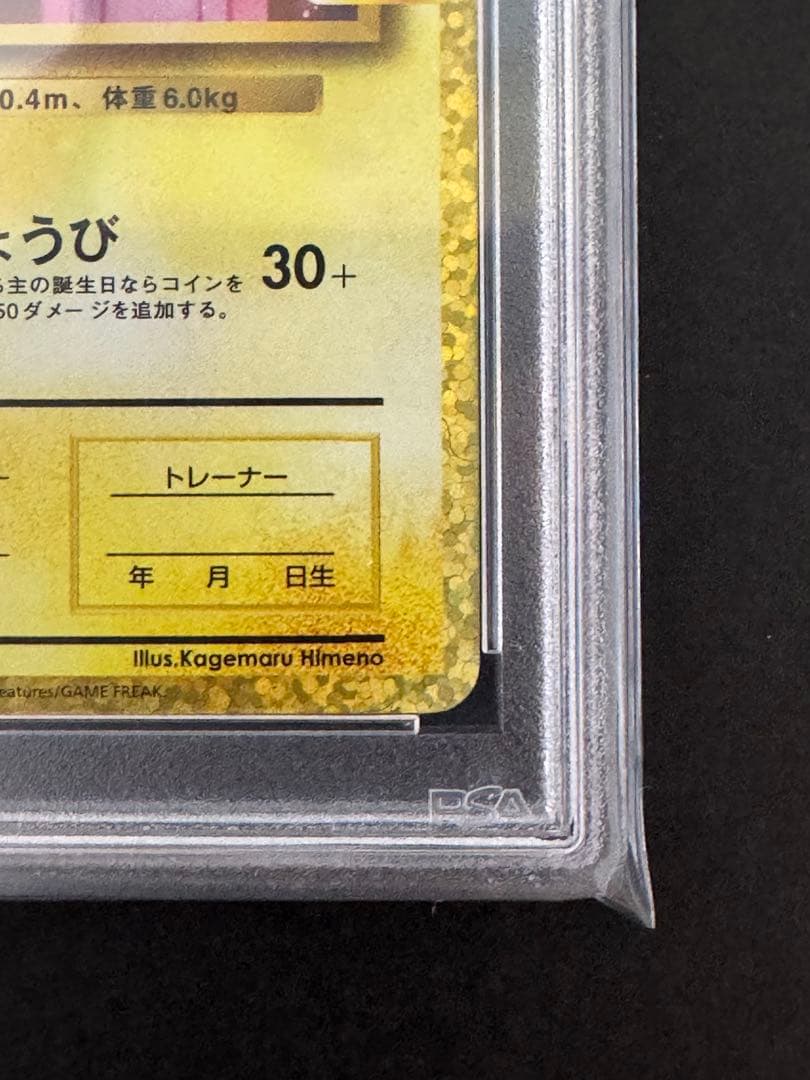 0.4m、体重6.0kg
ょうび
30+
主の誕生日ならコインを
50ダメージを追加する。
トレーナー
年 月 日生
Illus.Kagemaru Himeno
eatures/GAME FREAK.
PSA